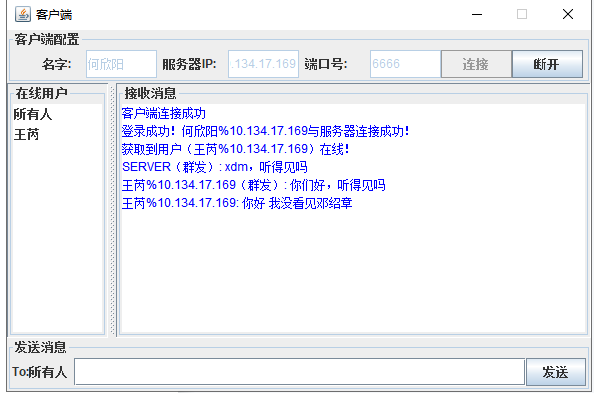 客户端
客户端配置
名字: 何欣阳 服务器IP: .134.17.169 端口号: 6666 连接 断开
在线用户
所有人
王芮
接收消息
客户端连接成功
登录成功！何欣阳%10.134.17.169与服务器连接成功！
获取到用户（王芮%10.134.17.169）在线！
SERVER（群发）: xdm，听得见吗
王芮%10.134.17.169（群发）: 你们好，听得见吗
王芮%10.134.17.169: 你好 我没看见邓绍章
发送消息
To:所有人 发送